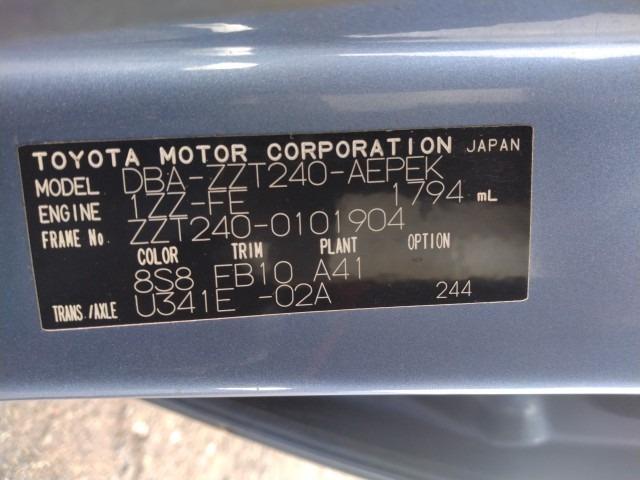 TOYOTA MOTOR CORPORATION JAPAN
MODEL DBA-ZZT240-AEPEK
ENGINE 1ZZ-FE 1794 mL
FRAME No. ZZT240-0101904
COLOR TRIM PLANT OPTION
8S8 FB10 A41
TRANS./AXLE U341E -02A 244